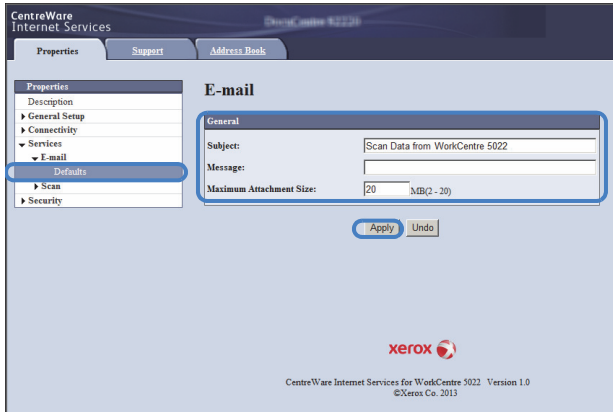 CentreWare
Internet Services
Properties
Support
Address Book
Properties
Description
General Setup
Connectivity
Services
E-mail
Defaults
Scan
Security
E-mail
General
Subject: Scan Data from WorkCentre 5022
Message:
Maximum Attachment Size: 20 MB(2 - 20)
Apply Undo
xerox
CentreWare Internet Services for WorkCentre 5022 Version 1.0
©Xerox Co. 2013